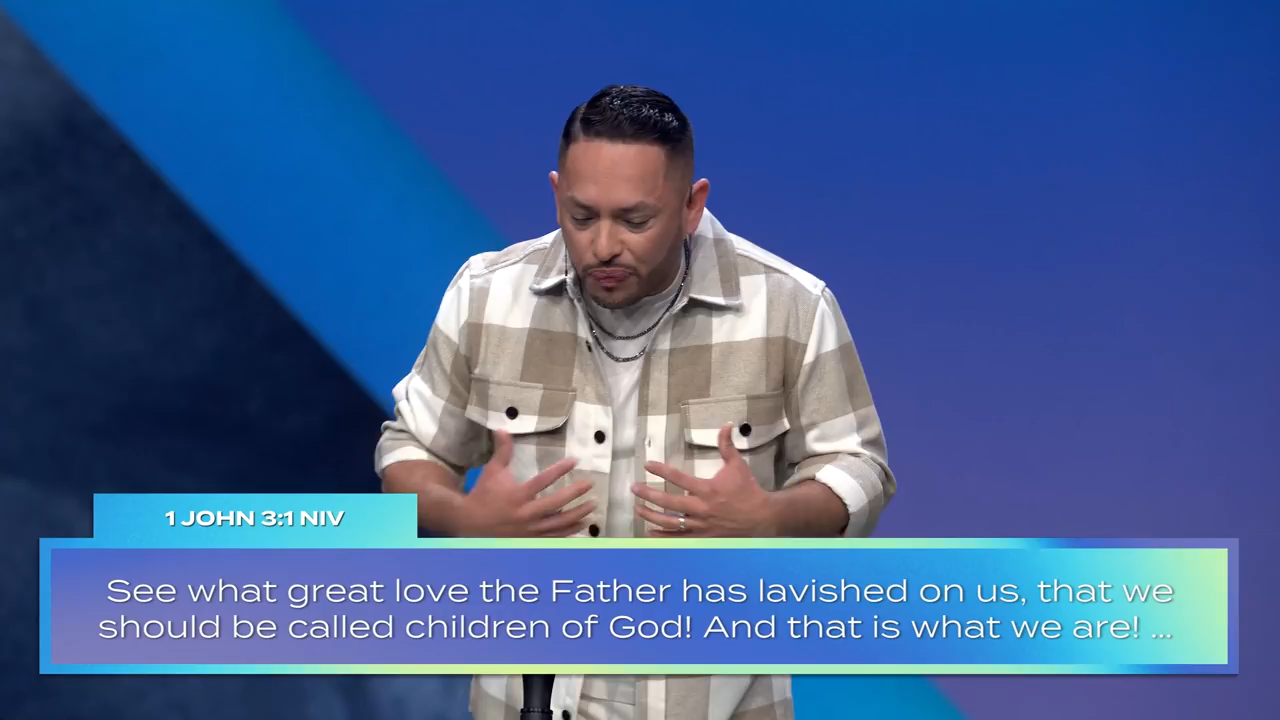 1 JOHN 3:1 NIV
See what great love the Father has lavished on us, that we
should be called children of God! And that is what we are! ...